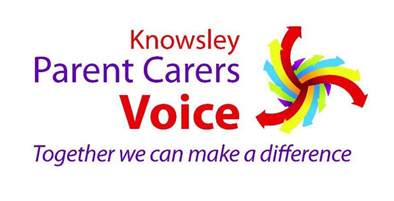 Knowsley
Parent Carers
Voice
Together we can make a difference